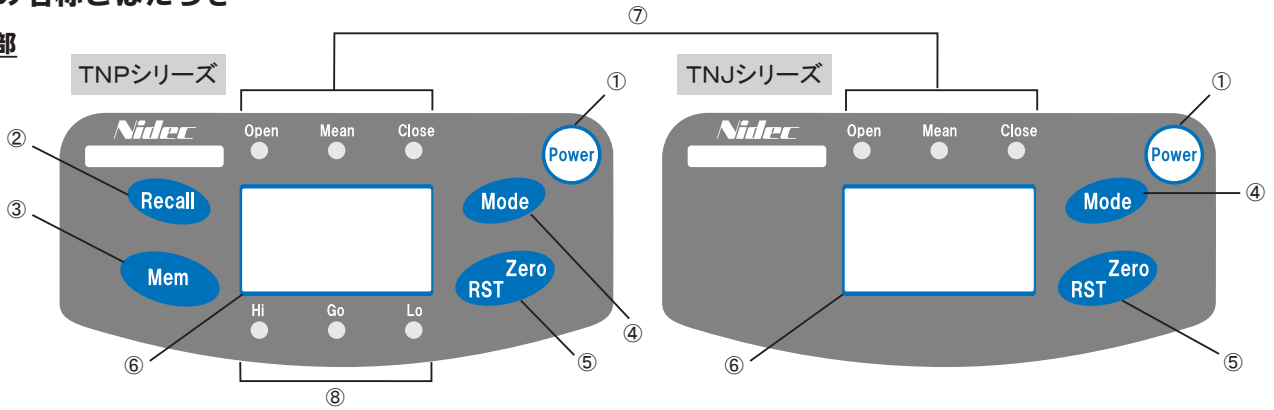 の名称とはたらき
部
⑦
TNPシリーズ
TNJシリーズ
①
①
Nidec
Open Mean Close
Power
②
Recall
Mode
③
Mem
Zero
RST
Hi Go Lo
④
⑤
⑥
⑧
Nidec
Open Mean Close
Power
Mode
④
Zero
RST
⑥
⑤